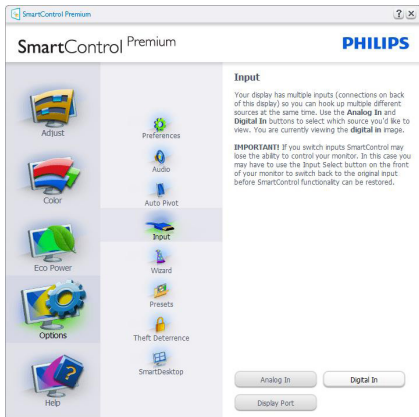 SmartControl Premium
SmartControl Premium
PHILIPS
Adjust
Color
Eco Power
Options
Help
Preferences
Audio
Auto Pivot
Input
Wizard
Presets
Theft Deterrence
SmartDesktop
Input
Your display has multiple inputs (connections on back
of this display) so you can hook up multiple different
sources at the same time. Use the Analog In and
Digital In buttons to select which source you'd like to
view. You are currently viewing the digital in image.
IMPORTANT! If you switch inputs SmartControl may
lose the ability to control your monitor. In this case you
may have to use the Input Select button on the front
of your monitor to switch back to the original input
before SmartControl functionality can be restored.
Analog In
Digital In
Display Port